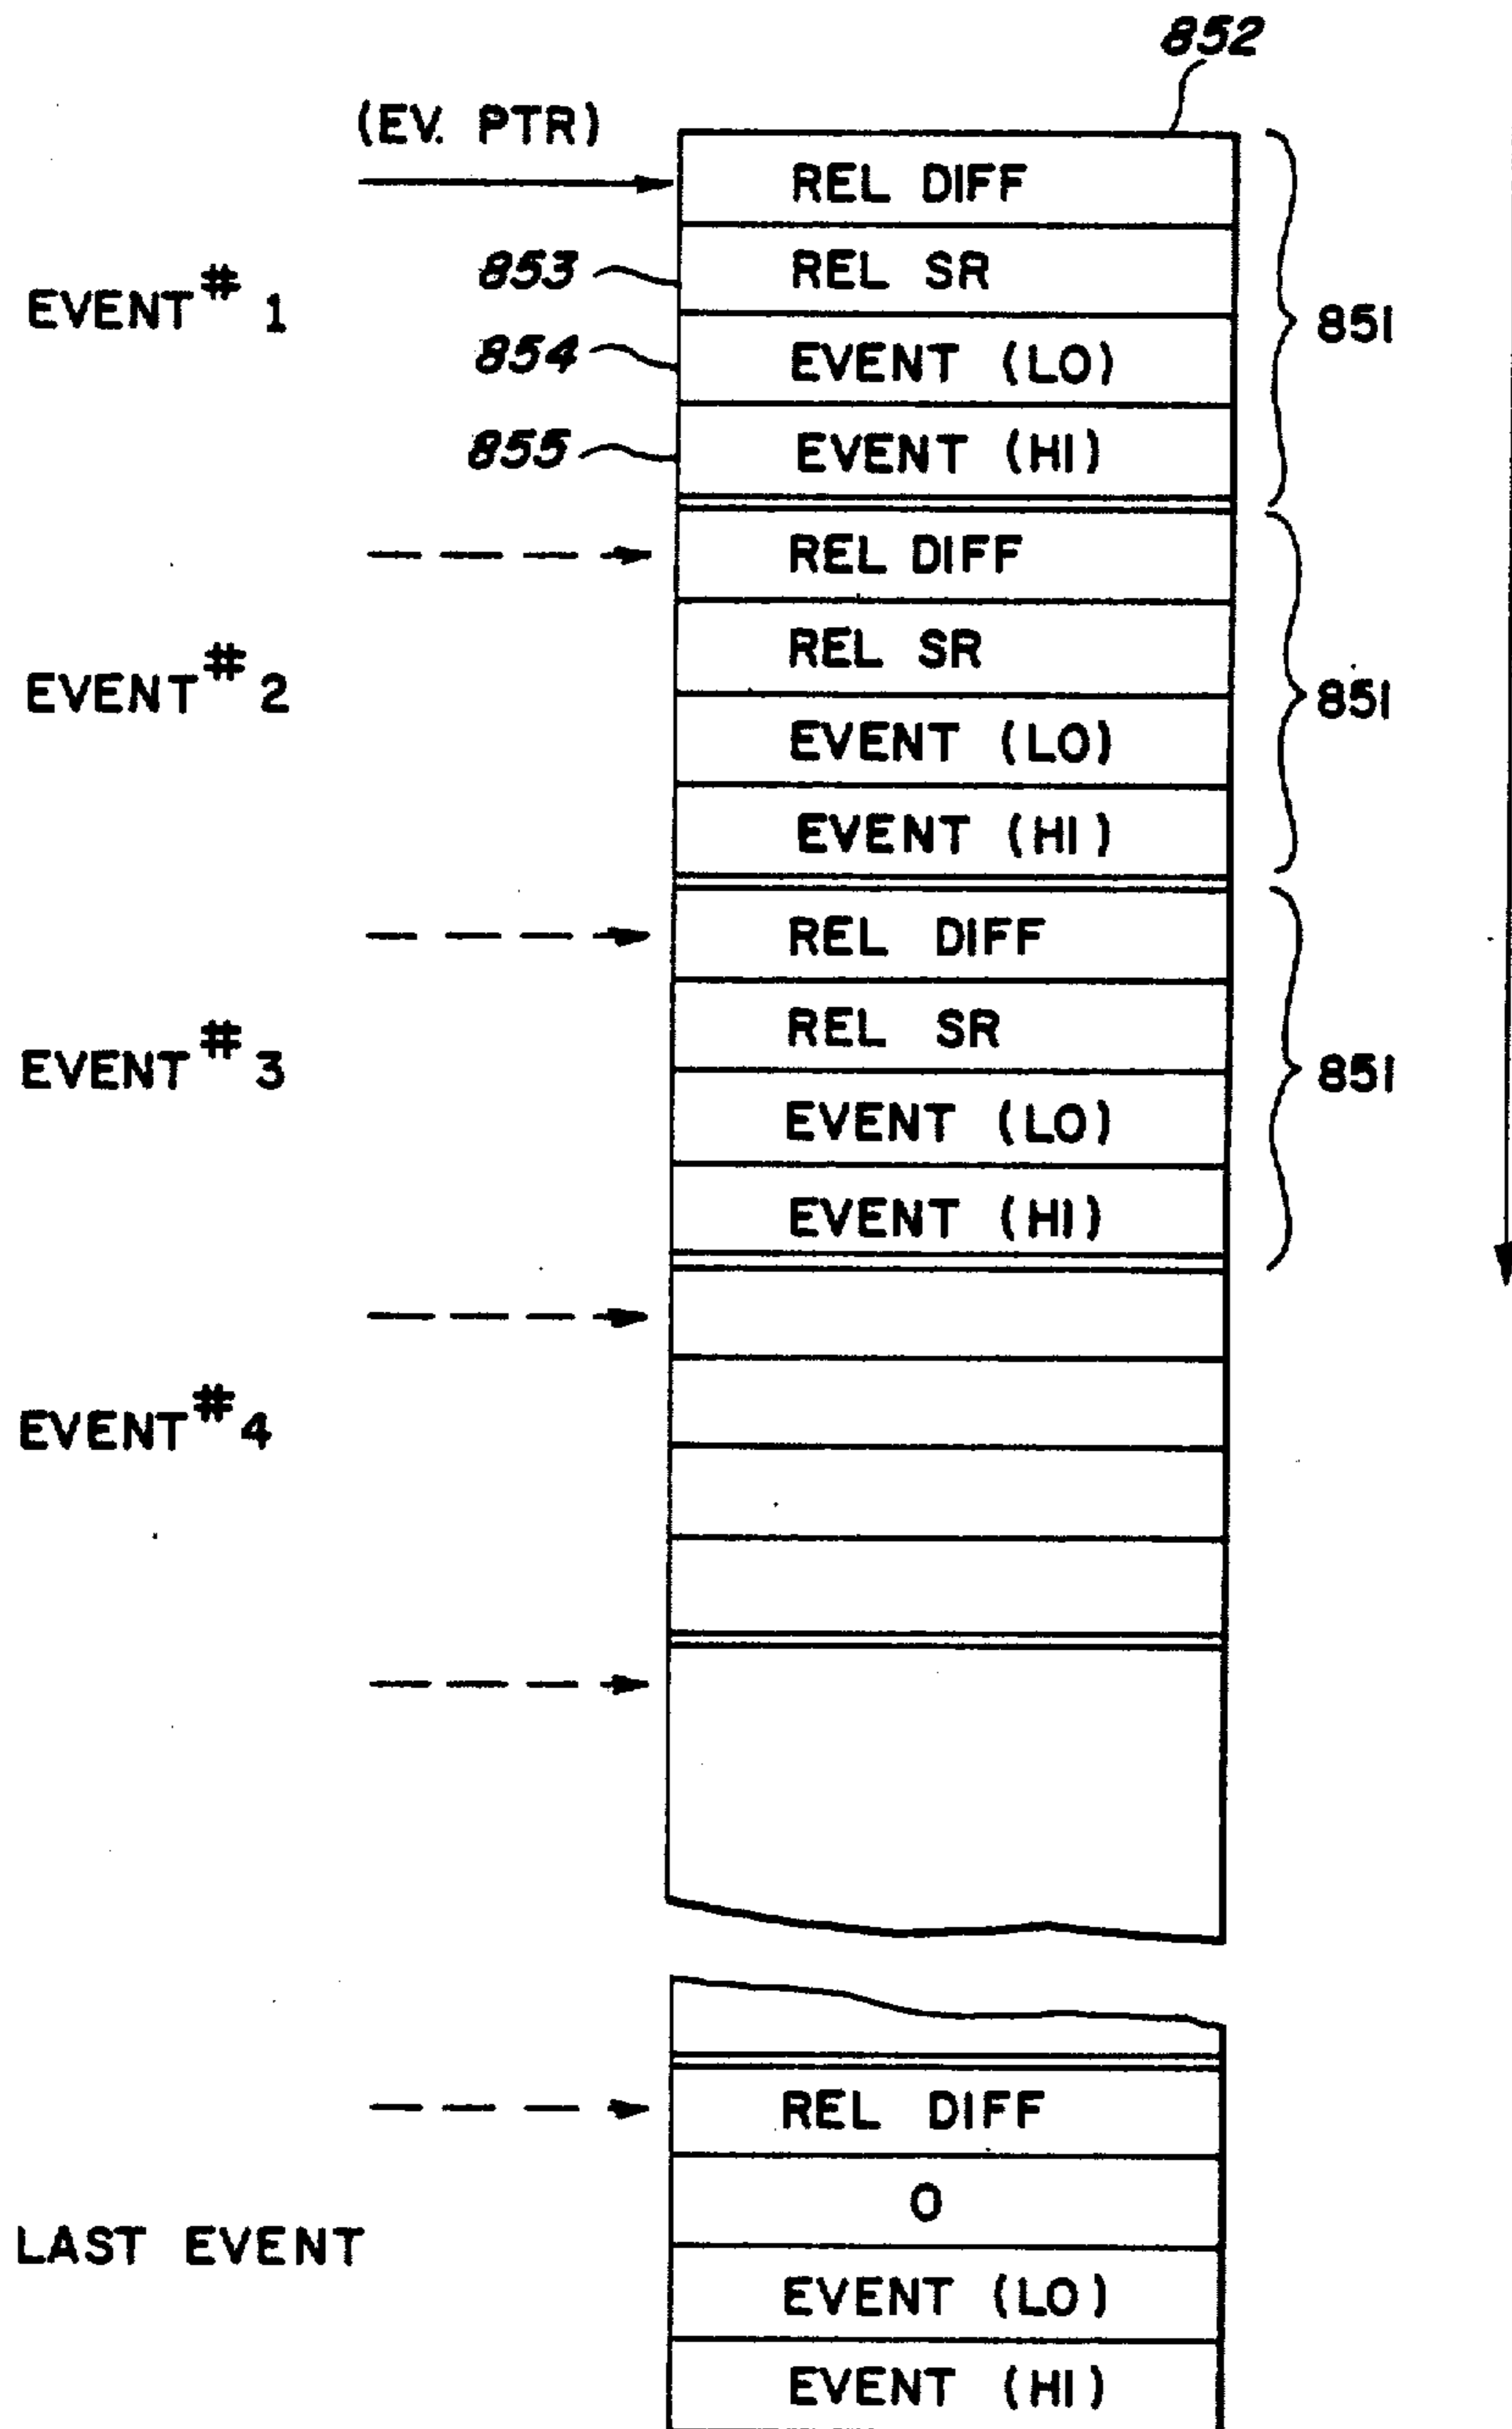 852
(EV. PTR)
REL DIFF
853
REL SR
EVENT # 1
851
854
EVENT (LO)
855
EVENT (HI)
REL DIFF
REL SR
EVENT # 2
851
EVENT (LO)
EVENT (HI)
REL DIFF
REL SR
EVENT # 3
851
EVENT (LO)
EVENT (HI)
EVENT # 4
REL DIFF
0
LAST EVENT
EVENT (LO)
EVENT (HI)